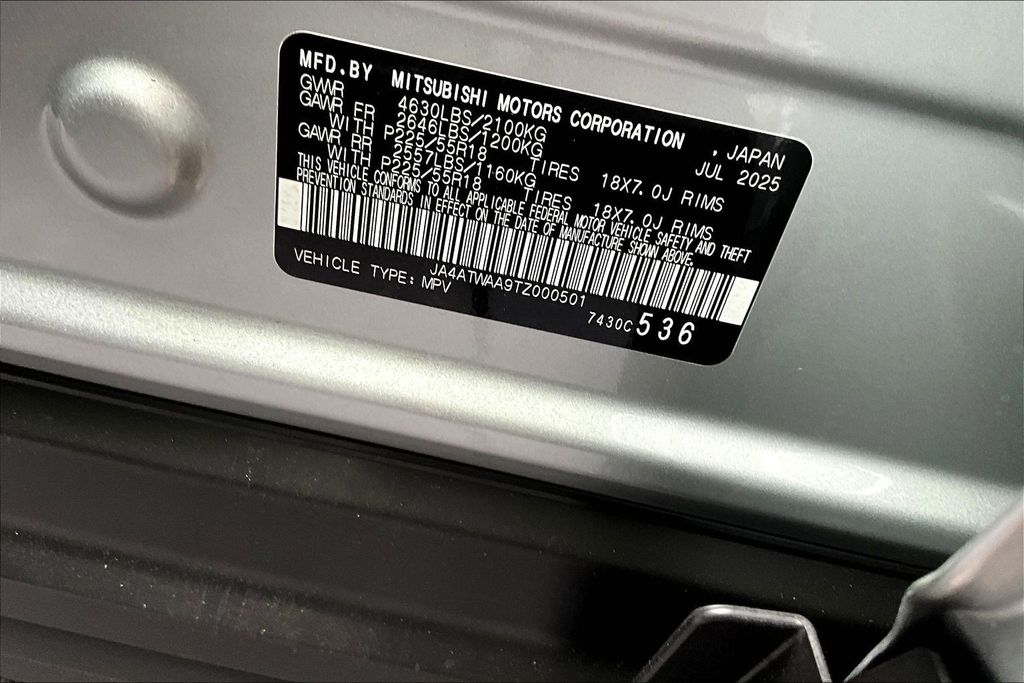 MFD.BY MITSUBISHI MOTORS CORPORATION , JAPAN
GVWR 4630LBS/2100KG JUL 2025
GAWR FR 2646LBS/1200KG
WITH P225/55R18 TIRES 18X7.0J RIMS
GAWR RR 2557LBS/1160KG
WITH P225/55R18 TIRES 18X7.0J RIMS
THIS VEHICLE CONFORMS TO ALL APPLICABLE FEDERAL MOTOR VEHICLE SAFETY AND THEFT
PREVENTION STANDARDS IN EFFECT ON THE DATE OF MANUFACTURE SHOWN ABOVE.
JA4ATWAA9TZ000501
VEHICLE TYPE: MPV
7430C 536